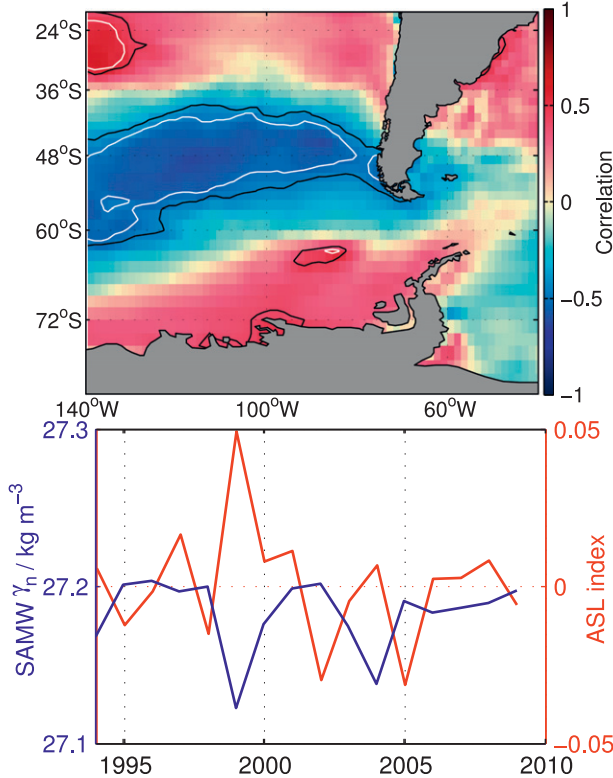 24°S
36°S
48°S
60°S
72°S
140°W
100°W
60°W
1
0.5
0
−0.5
−1
Correlation
27.3
27.2
27.1
SAMW γn / kg m−3
0.05
0
−0.05
ASL index
1995
2000
2005
2010